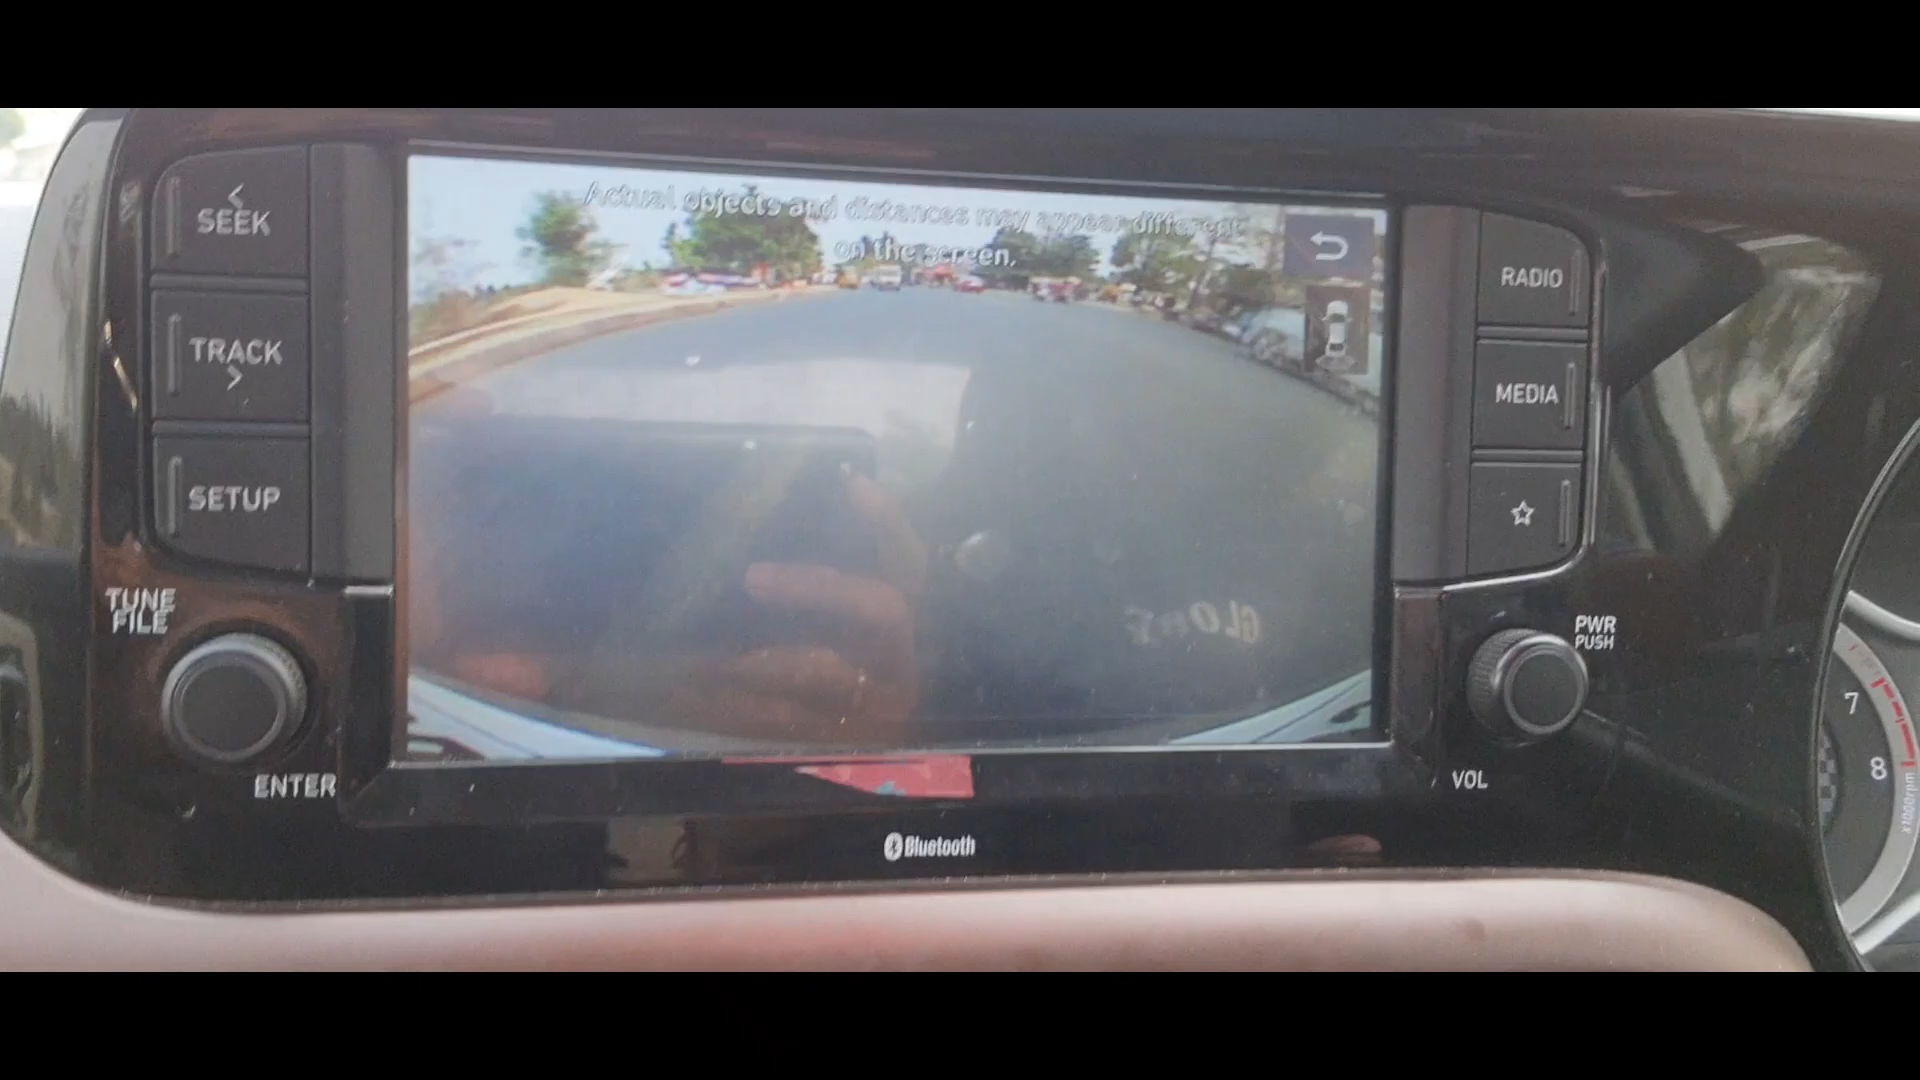 SEEK
TRACK
SETUP
TUNE
FILE
ENTER
Actual objects and distances may appear different
on the screen.
Bluetooth
RADIO
MEDIA
PWR
PUSH
VOL
7
8
x1000rpm